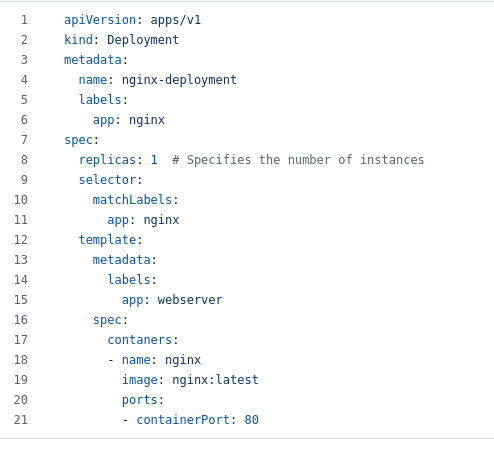 1 apiVersion: apps/v1
2 kind: Deployment
3 metadata:
4   name: nginx-deployment
5   labels:
6     app: nginx
7 spec:
8   replicas: 1  # Specifies the number of instances
9   selector:
10     matchLabels:
11       app: nginx
12   template:
13     metadata:
14       labels:
15         app: webserver
16     spec:
17       contaners:
18       - name: nginx
19         image: nginx:latest
20         ports:
21         - containerPort: 80